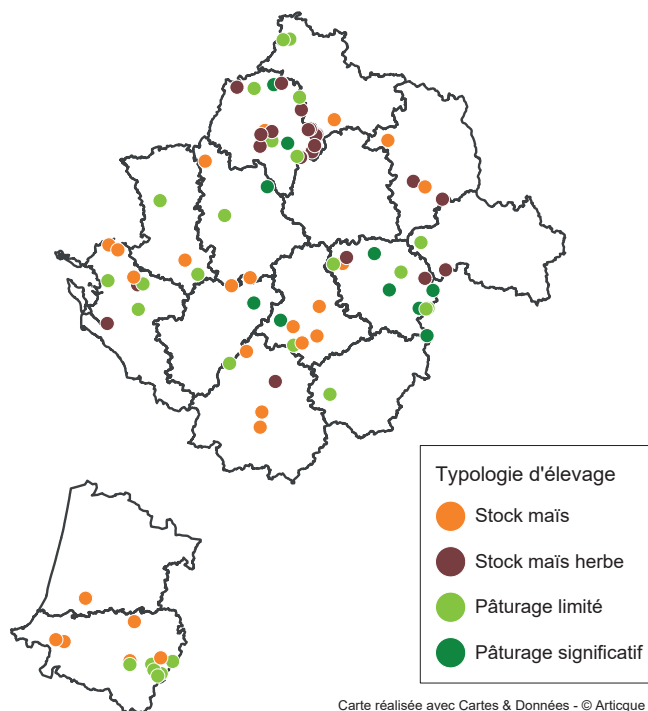 Typologie d'élevage
Stock maïs
Stock maïs herbe
Pâturage limité
Pâturage significatif
Carte réalisée avec Cartes & Données - © Articque